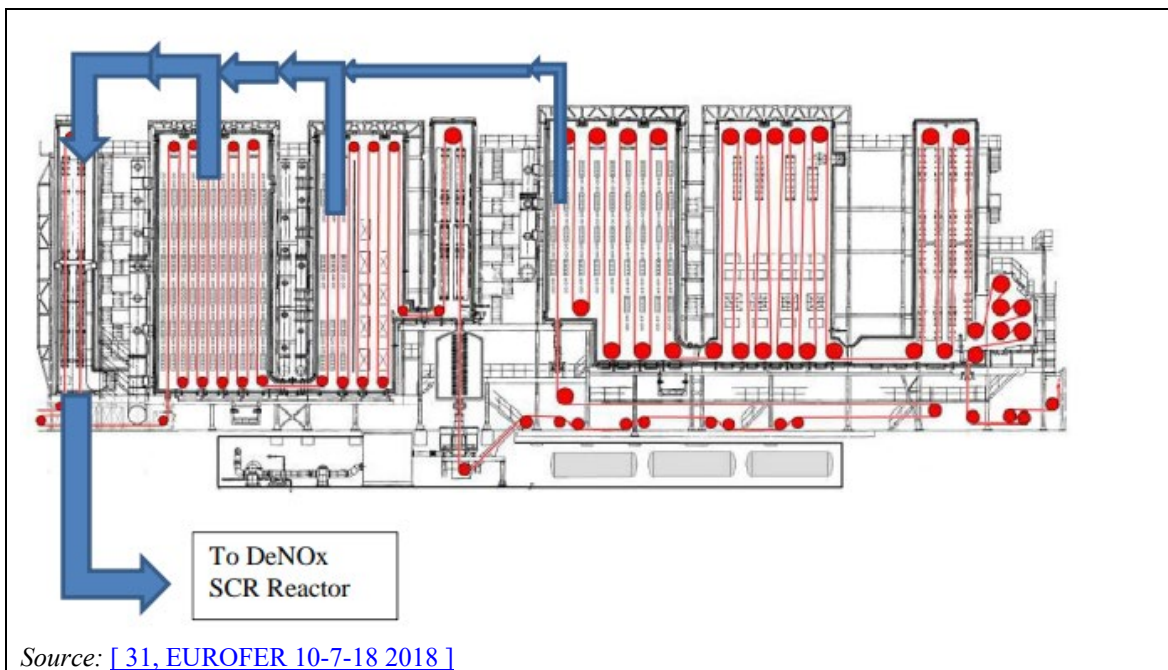 To DeNOx
SCR Reactor
Source: [ 31, EUROFER 10-7-18 2018 ]